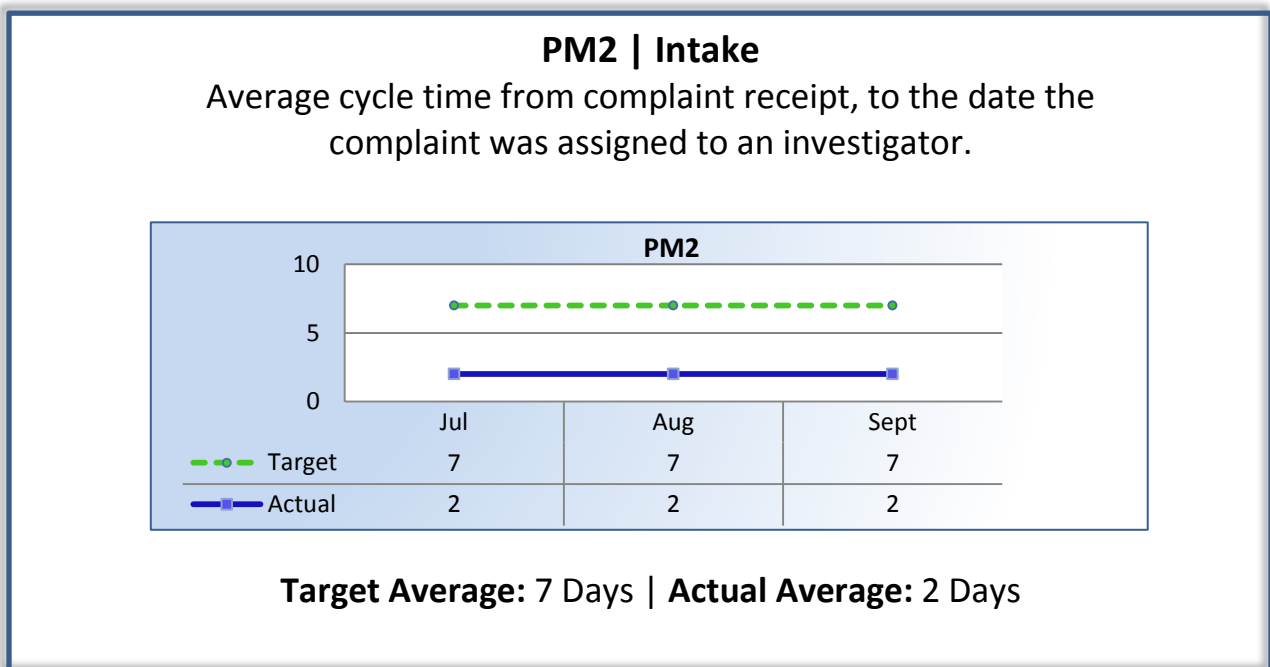 PM2 | Intake
Average cycle time from complaint receipt, to the date the
complaint was assigned to an investigator.
PM2
10
5
0
Jul Aug Sept
Target 7 7 7
Actual 2 2 2
Target Average: 7 Days | Actual Average: 2 Days